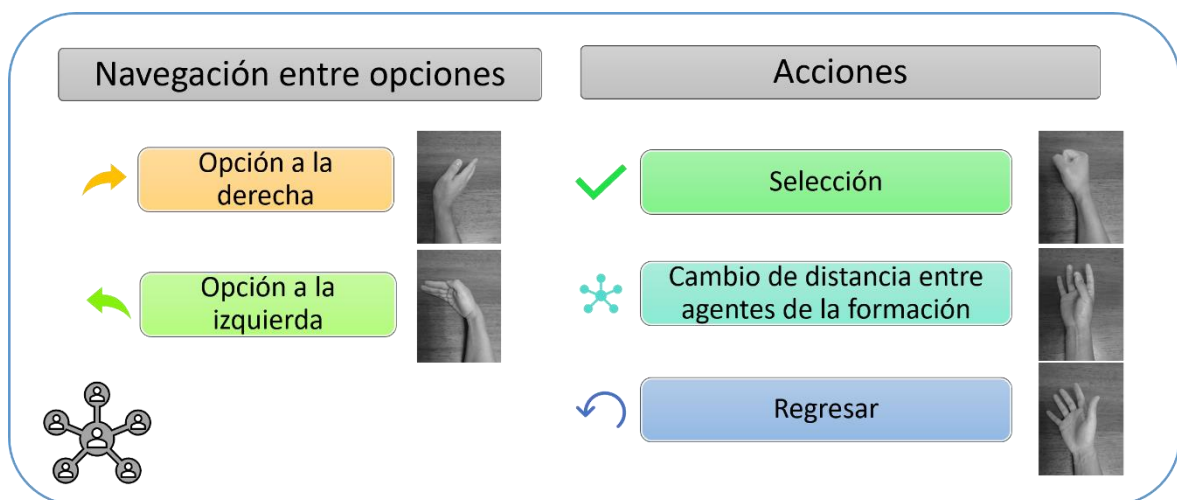 Navegación entre opciones
Opción a la
derecha
Opción a la
izquierda
Acciones
Selección
Cambio de distancia entre
agentes de la formación
Regresar